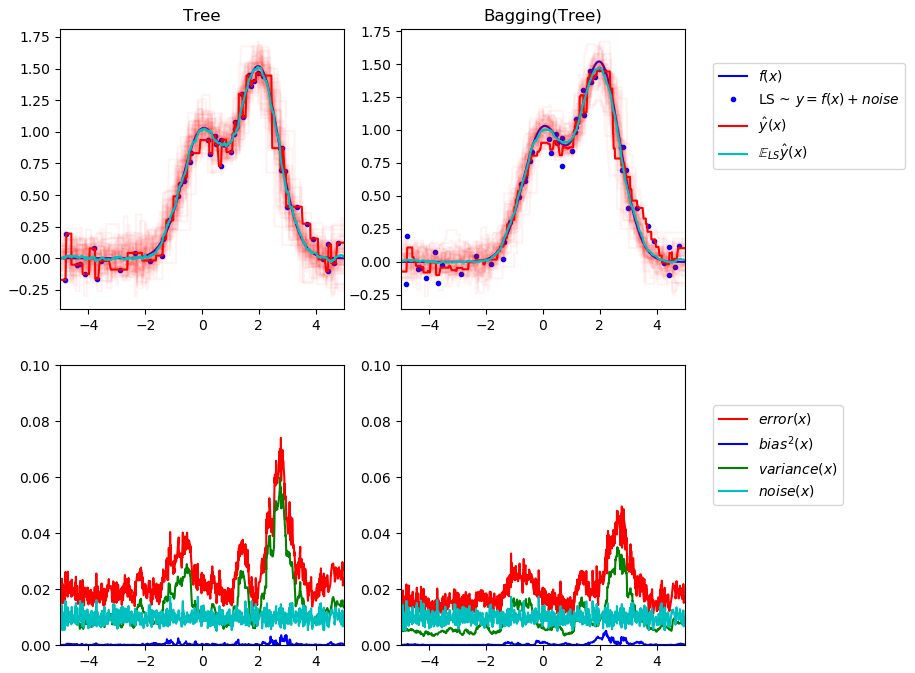 Tree
Bagging(Tree)
1.75
1.50
1.25
1.00
0.75
0.50
0.25
0.00
−0.25
−4 −2 0 2 4
1.75
1.50
1.25
1.00
0.75
0.50
0.25
0.00
−0.25
−4 −2 0 2 4
f(x)
LS ~ y = f(x) + noise
ŷ(x)
𝔼_LS ŷ(x)
0.10
0.08
0.06
0.04
0.02
0.00
−4 −2 0 2 4
0.10
0.08
0.06
0.04
0.02
0.00
−4 −2 0 2 4
error(x)
bias²(x)
variance(x)
noise(x)